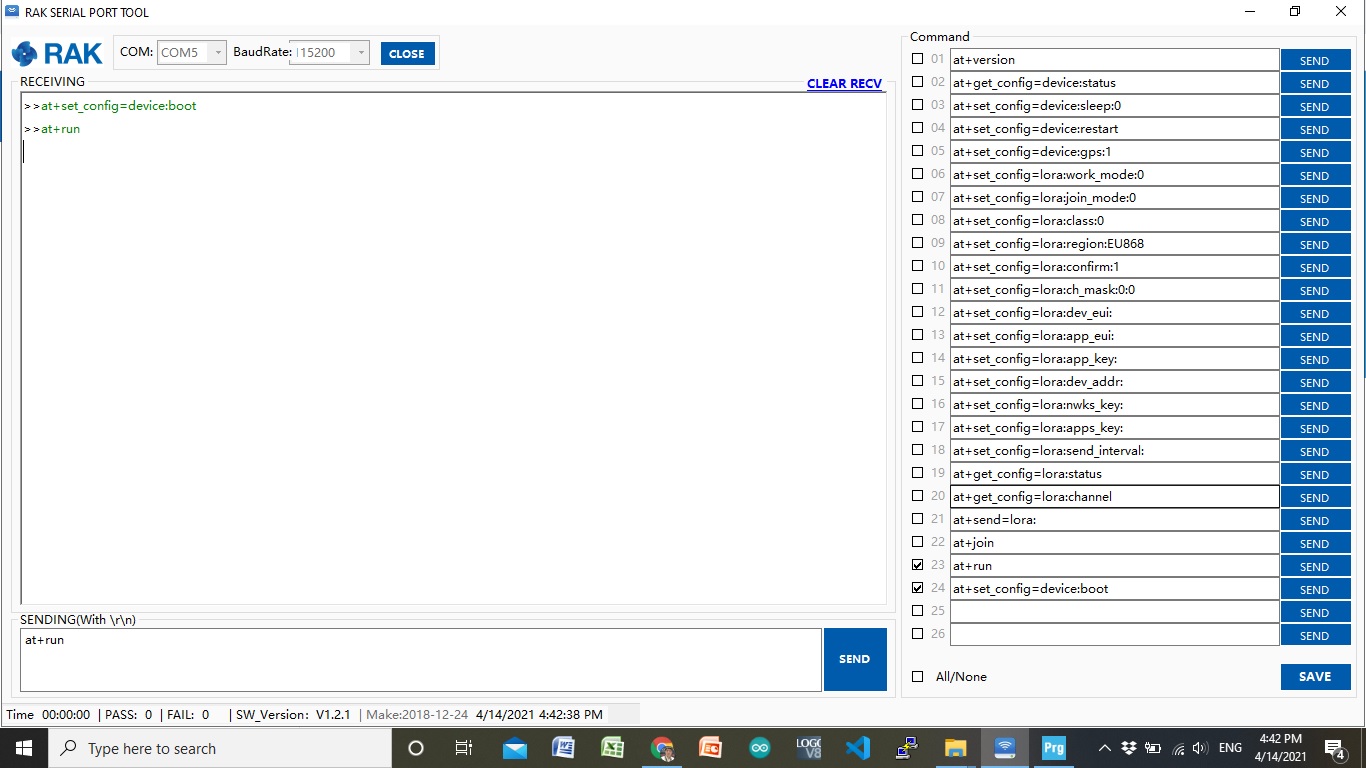 RAK SERIAL PORT TOOL
RAK COM: COM5 BaudRate: 115200 CLOSE
RECEIVING
CLEAR RECV
>>at+set_config=device:boot
>>at+run
SENDING(With \r\n)
at+run
SEND
Command
01 at+version SEND
02 at+get_config=device:status SEND
03 at+set_config=device:sleep:0 SEND
04 at+set_config=device:restart SEND
05 at+set_config=device:gps:1 SEND
06 at+set_config=lora:work_mode:0 SEND
07 at+set_config=lora:join_mode:0 SEND
08 at+set_config=lora:class:0 SEND
09 at+set_config=lora:region:EU868 SEND
10 at+set_config=lora:confirm:1 SEND
11 at+set_config=lora:ch_mask:0:0 SEND
12 at+set_config=lora:dev_eui: SEND
13 at+set_config=lora:app_eui: SEND
14 at+set_config=lora:app_key: SEND
15 at+set_config=lora:dev_addr: SEND
16 at+set_config=lora:nwks_key: SEND
17 at+set_config=lora:apps_key: SEND
18 at+set_config=lora:send_interval: SEND
19 at+get_config=lora:status SEND
20 at+get_config=lora:channel SEND
21 at+send=lora: SEND
22 at+join SEND
23 at+run SEND
24 at+set_config=device:boot SEND
25 SEND
26 SEND
All/None SAVE
Time 00:00:00 | PASS: 0 | FAIL: 0 | SW_Version: V1.2.1 | Make:2018-12-24 4/14/2021 4:42:38 PM
Type here to search
LOGO V8
Prg
ENG
4:42 PM
4/14/2021
4